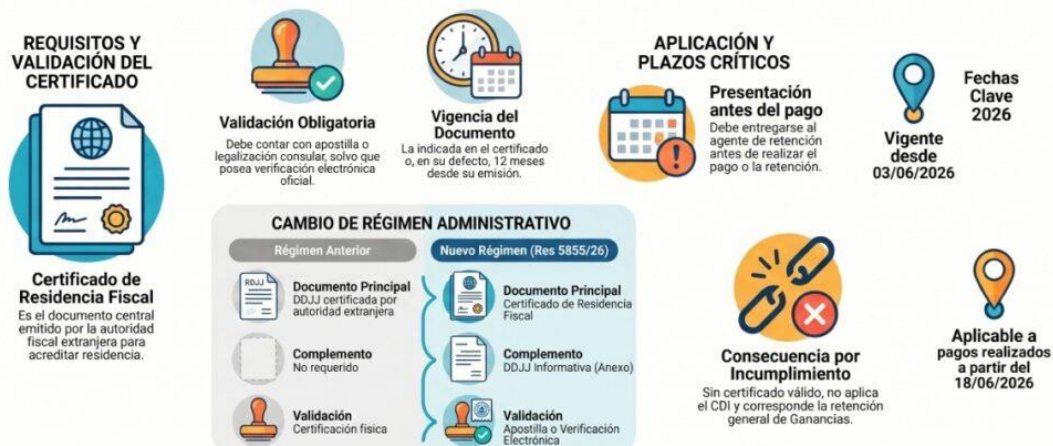 REQUISITOS Y
VALIDACIÓN DEL
CERTIFICADO
Certificado de
Residencia Fiscal
Es el documento central
emitido por la autoridad
fiscal extranjera para
acreditar residencia.
Validación Obligatoria
Debe contar con apostilla o
legalización consular, solvo que
posea verificación electrónica
oficial.
Vigencia del
Documento
La indicada en el certificado
o, en su defecto, 12 meses
desde su emisión.
CAMBIO DE RÉGIMEN ADMINISTRATIVO
Régimen Anterior
RDJJ
Documento Principal
DDJJ certificada por
autoridad extranjera
Complemento
No requerido
Validación
Certificación física
Nuevo Régimen (Res 5855/26)
Documento Principal
Certificado de Residencia
Fiscal
Complemento
DDJJ Informativa (Anexo)
Validación
Apostilla o Verificación
Electrónica
APLICACIÓN Y
PLAZOS CRÍTICOS
Presentación
antes del pago
Debe entregarse al
agente de retención
antes de realizar el
pago o la retención.
Consecuencia por
Incumplimiento
Sin certificado válido, no aplica
el CDI y corresponde la retención
general de Ganancias.
Fechas
Clave
2026
Vigente
desde
03/06/2026
Aplicable a
pagos realizados
a partir del
18/06/2026